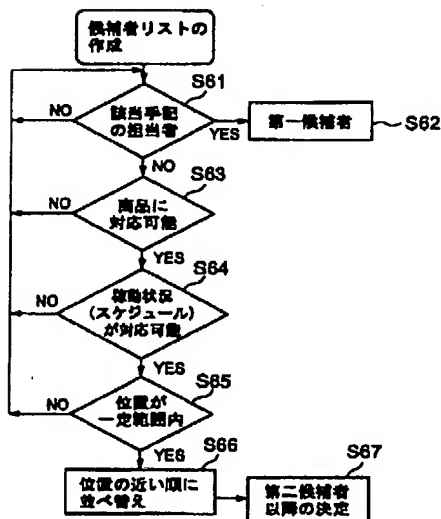 候補者リストの
作成
S61
NO
該当手配
の担当者
YES
第一候補者
S62
NO
S63
NO
商品に
対応可能
YES
S64
NO
稼動状況
(スケジュール)
が対応可能
YES
S65
NO
位置が
一定範囲内
YES
S66
位置の近い順に
並べ替え
S67
第二候補者
以降の決定